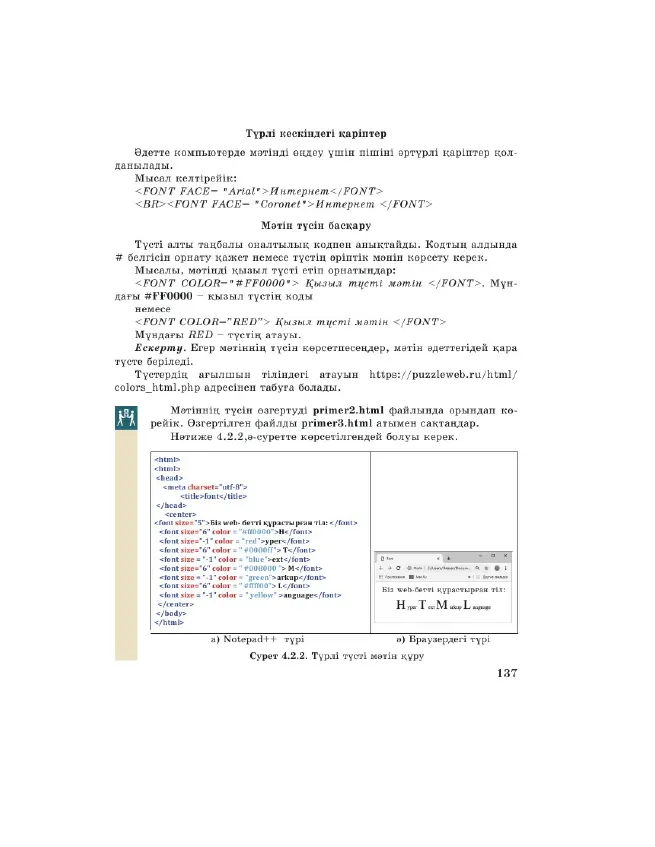 Түрлі кескіндегі қаріптер
Әдетте компьютерде мәтінді өңдеу үшін пішіні әртүрлі қаріптер қол-
данылады.
Мысал келтірейік:
<FONT FACE= "Arial">Интернет</FONT>
<BR><FONT FACE= "Coronet">Интернет </FONT>
Мәтін түсін басқару
Түсті алты таңбалы оналтылық кодпен анықтайды. Кодтың алдында
# белгісін орнату қажет немесе түстің әріптік мәнін көрсету керек.
Мысалы, мәтінді қызыл түсті етіп орнатыңдар:
<FONT COLOR="#FF0000"> Қызыл түсті мәтін </FONT>. Мұн-
дағы #FF0000 – қызыл түстің коды
немесе
<FONT COLOR="RED"> Қызыл түсті мәтін </FONT>
Мұндағы RED – түстің атауы.
Ескерту. Егер мәтіннің түсін көрсетпесеңдер, мәтін әдеттегідей қара
түсте беріледі.
Түстердің ағылшын тіліндегі атауын https://puzzleweb.ru/html/
colors_html.php адресінен табуға болады.
Мәтіннің түсін өзгертуді primer2.html файлында орындап кө-
рейік. Өзгертілген файлды primer3.html атымен сақтаңдар.
Нәтиже 4.2.2,ә-суретте көрсетілгендей болуы керек.
<html>
<html>
<head>
<meta charset="utf-8">
<title>font</title>
</head>
<center>
<font size="5">Біз web- бетті құрастырған тіл: </font>
<font size="6" color = "#ff0000">H</font>
<font size="-1" color = "red">yper</font>
<font size="6" color = " #0000ff"> T</font>
<font size = "-1" color = "blue">ext</font>
<font size="6" color = " #008000 "> M</font>
<font size = "-1" color = "green">arkup</font>
<font size="6" color = " #ffff00"> L</font>
<font size = "-1" color = " yellow" >anguage</font>
</center>
</body>
</html>
Біз web-бетті құрастырған тіл:
H yper T ext M arkup L anguage
а) Notepad++ түрі
ә) Браузердегі түрі
Сурет 4.2.2. Түрлі түсті мәтін құру
137